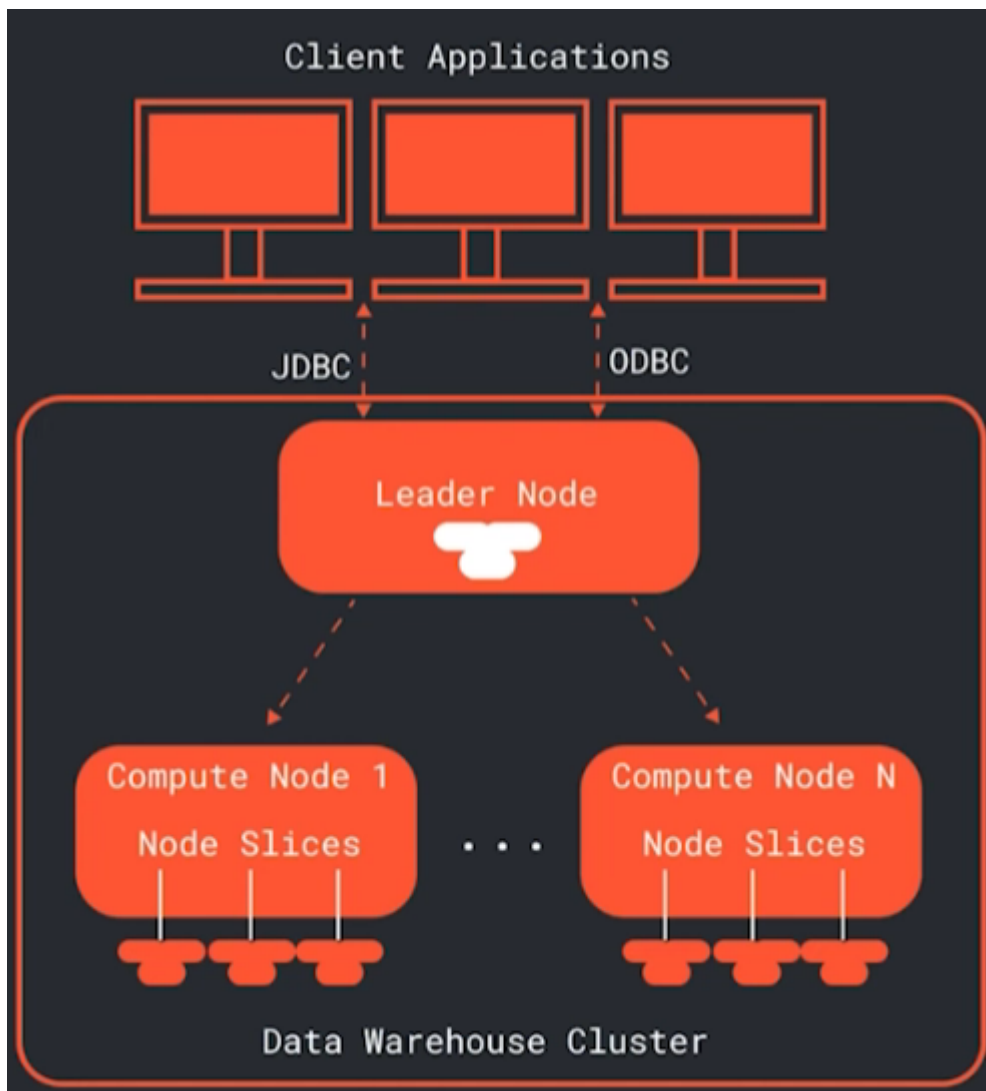 Client Applications
JDBC
ODBC
Leader Node
Compute Node 1
Node Slices
. . .
Compute Node N
Node Slices
Data Warehouse Cluster